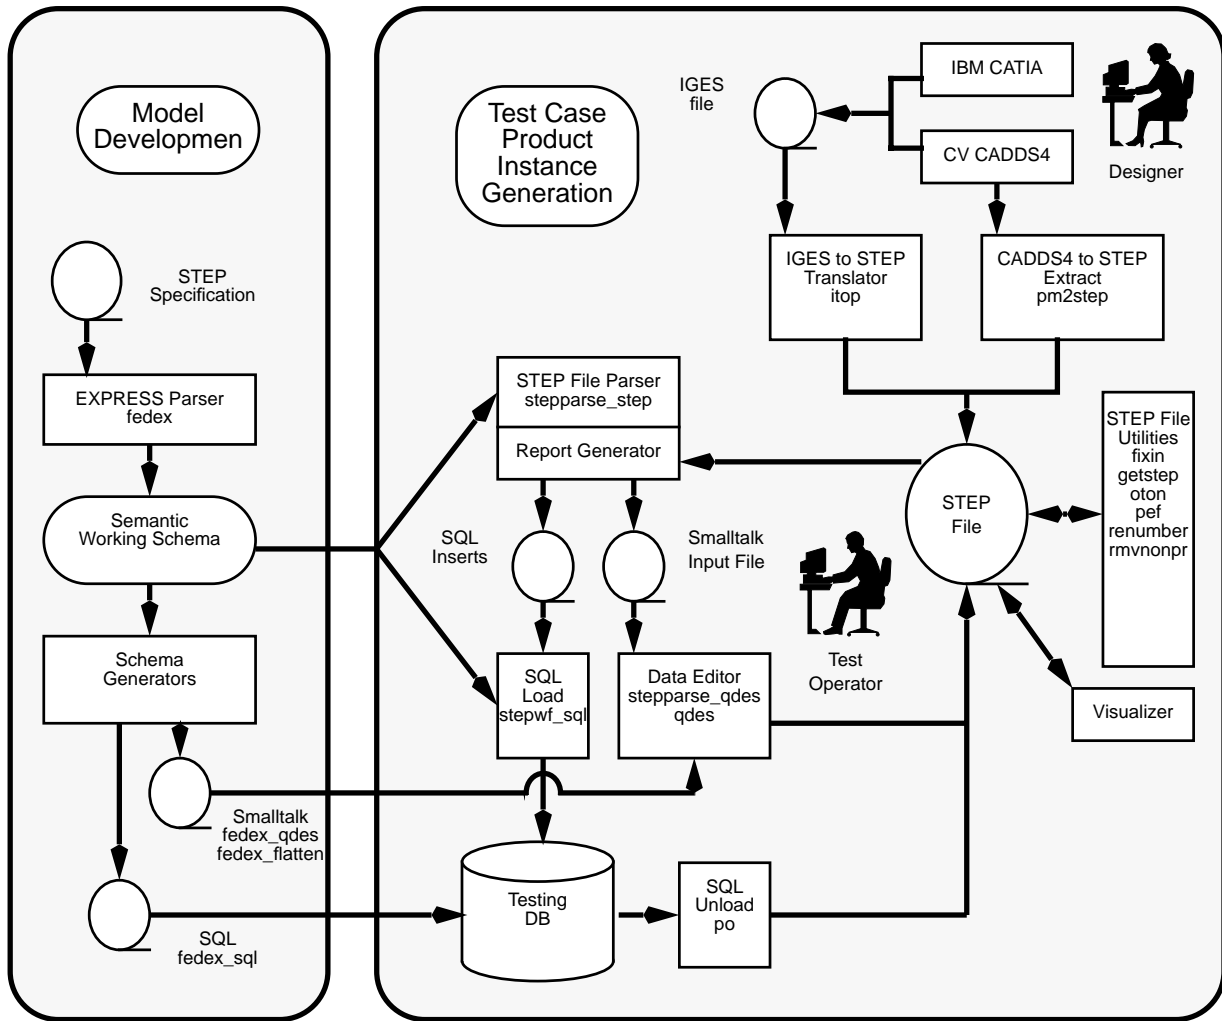 Model
Developmen
STEP
Specification
EXPRESS Parser
fedex
Semantic
Working Schema
Schema
Generators
Smalltalk
fedex_qdes
fedex_flatten
SQL
fedex_sql
Test Case
Product
Instance
Generation
IGES
file
IBM CATIA
CV CADDS4
Designer
IGES to STEP
Translator
itop
CADDS4 to STEP
Extract
pm2step
STEP File Parser
stepparse_step
Report Generator
SQL
Inserts
Smalltalk
Input File
STEP
File
STEP File
Utilities
fixin
getstep
oton
pef
renumber
rmvnonpr
Test
Operator
SQL
Load
stepwf_sql
Data Editor
stepparse_qdes
qdes
Visualizer
Testing
DB
SQL
Unload
po